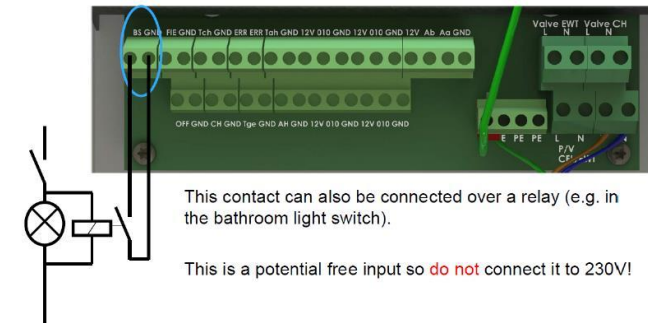 Valve EWT Valve CH
L N L N
BS GND FIE GND Tch GND ERR ERR Tah GND 12V 010 GND 12V 010 GND 12V Ab Aa GND
OFF GND CH GND Tge GND AH GND 12V 010 GND 12V 010 GND
E PE PE L N N
P/V
This contact can also be connected over a relay (e.g. in
the bathroom light switch).
This is a potential free input so do not connect it to 230V!